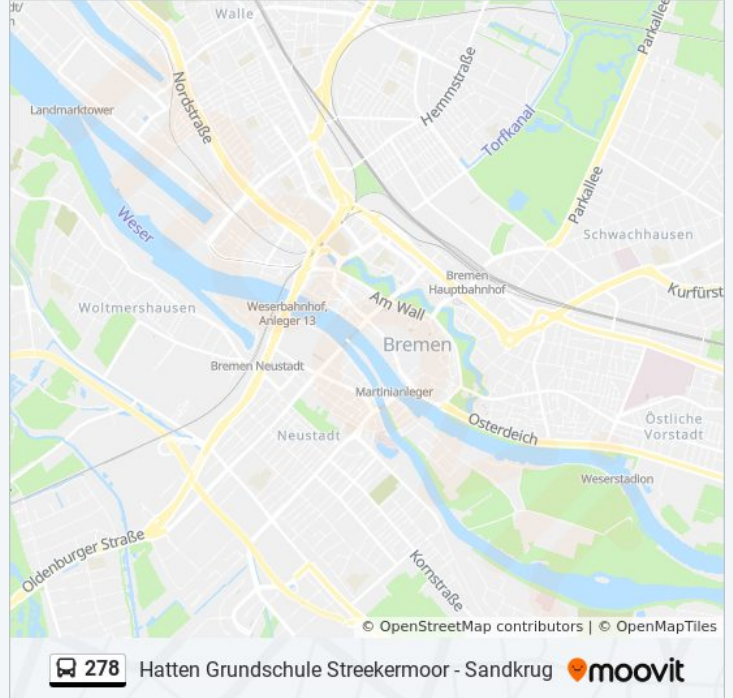 dt/
Walle
Parkallee
Hemmstraße
Nordstraße
Landmarktower
Torfkanal
Parkallee
Weser
Schwachhausen
Bremen
Hauptbahnhof
Kurfürst
Woltmershausen
Weserbahnhof,
Anleger 13
Am Wall
Bremen
Bremen Neustadt
Martinianleger
Osterdeich
Östliche
Vorstadt
Neustadt
Weserstadion
Oldenburger Straße
Kornstraße
© OpenStreetMap contributors | © OpenMapTiles
278 Hatten Grundschule Streekermoor - Sandkrug moovit